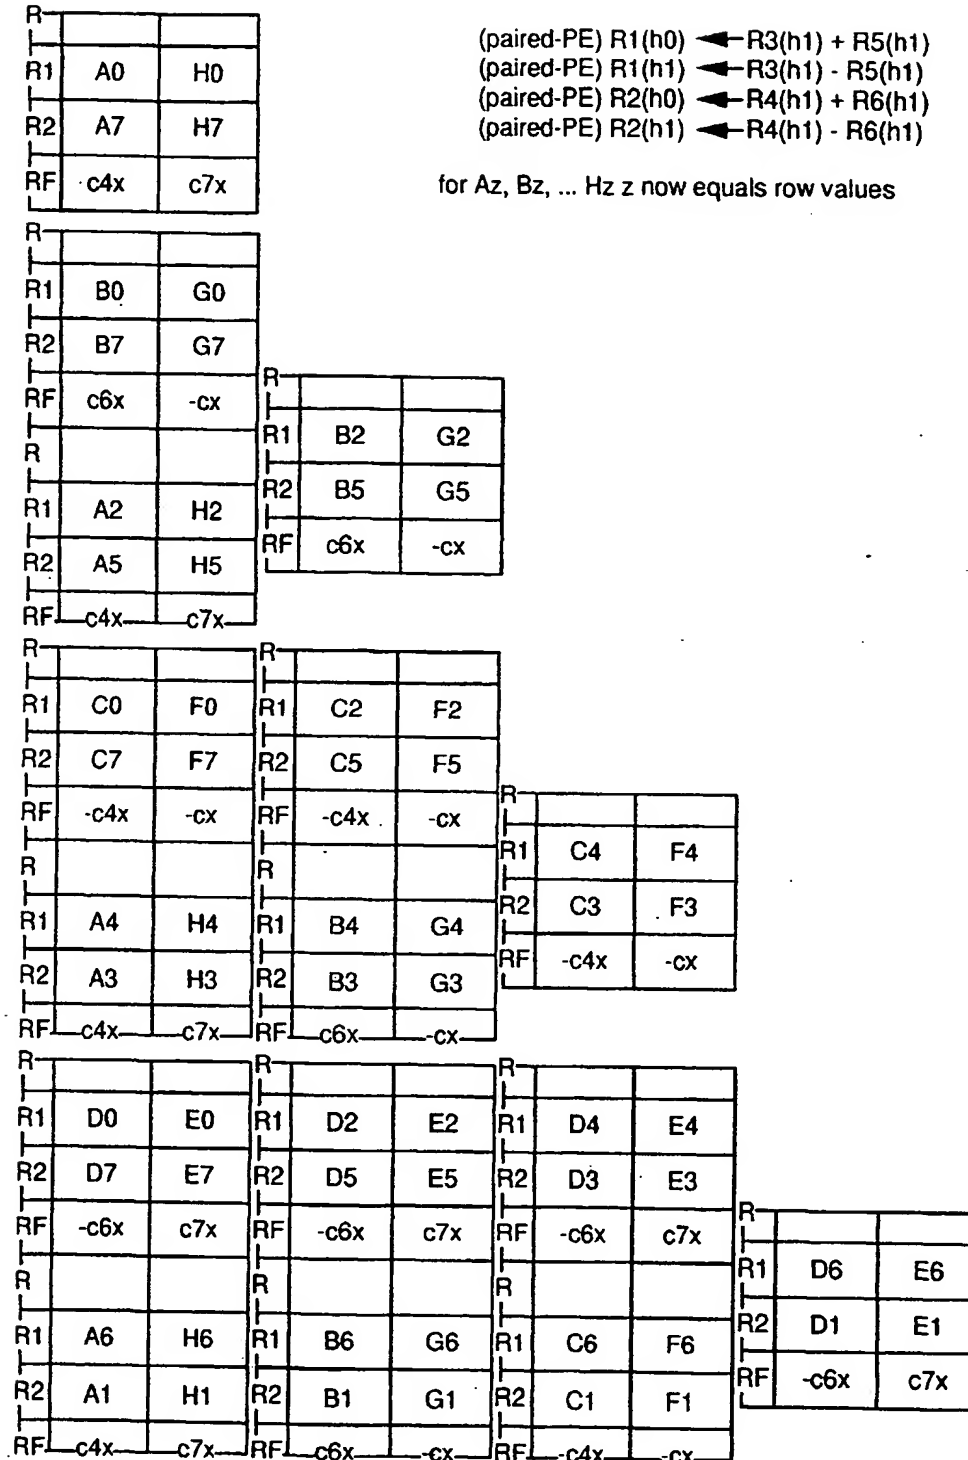 (paired-PE) R1(h0) ◄— R3(h1) + R5(h1)
(paired-PE) R1(h1) ◄— R3(h1) - R5(h1)
(paired-PE) R2(h0) ◄— R4(h1) + R6(h1)
(paired-PE) R2(h1) ◄— R4(h1) - R6(h1)
for Az, Bz, ... Hz z now equals row values
R
R1 A0 H0
R2 A7 H7
RF c4x c7x
R
R1 B0 G0
R2 B7 G7
RF c6x -cx
R
R1 A2 H2
R2 A5 H5
RF c4x c7x
R
R1 B2 G2
R2 B5 G5
RF c6x -cx
R
R1 C0 F0
R2 C7 F7
RF -c4x -cx
R
R1 A4 H4
R2 A3 H3
RF c4x c7x
R
R1 C2 F2
R2 C5 F5
RF -c4x -cx
R
R1 B4 G4
R2 B3 G3
RF c6x -cx
R
R1 C4 F4
R2 C3 F3
RF -c4x -cx
R
R1 D0 E0
R2 D7 E7
RF -c6x c7x
R
R1 A6 H6
R2 A1 H1
RF c4x c7x
R
R1 D2 E2
R2 D5 E5
RF -c6x c7x
R
R1 B6 G6
R2 B1 G1
RF c6x -cx
R
R1 D4 E4
R2 D3 E3
RF -c6x c7x
R
R1 C6 F6
R2 C1 F1
RF -c4x -cx
R
R1 D6 E6
R2 D1 E1
RF -c6x c7x